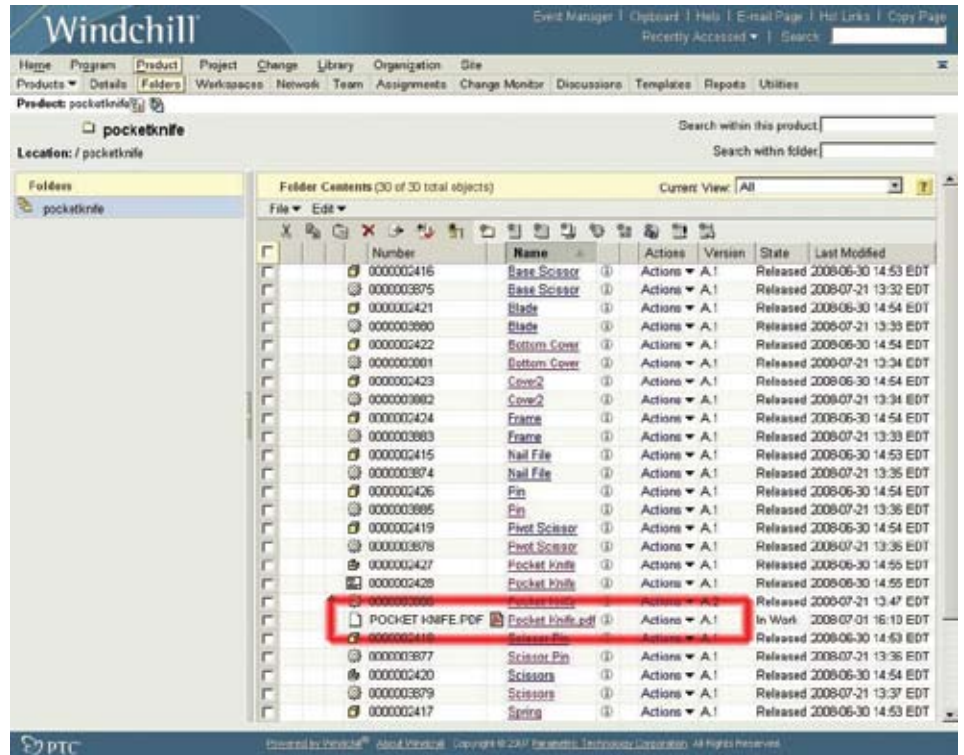 Windchill
Event Manager | Clipboard | Help | E-mail Page | Hot Links | Copy Page
Recently Accessed | Search
Home Program Product Project Change Library Organization Site
Products Details Folders Workspaces Network Team Assignments Change Monitor Discussions Templates Reports Utilities
Product: pocketknife
pocketknife
Search within this product
Location: / pocketknife
Search within folder
Folders
Folder Contents (30 of 30 total objects)
Current View: All
pocketknife
File Edit
Number Name Actions Version State Last Modified
0000002416 Base Scissor Actions A.1 Released 2008-06-30 14:53 EDT
0000003875 Base Scissor Actions A.1 Released 2008-07-21 13:32 EDT
0000002421 Blade Actions A.1 Released 2008-06-30 14:54 EDT
0000003880 Blade Actions A.1 Released 2008-07-21 13:33 EDT
0000002422 Bottom Cover Actions A.1 Released 2008-06-30 14:54 EDT
Bottom Cover Actions A.1 Released 2008-07-21 13:34 EDT
0000002423 Cover2 Actions A.1 Released 2008-06-30 14:54 EDT
0000003882 Cover2 Actions A.1 Released 2008-07-21 13:34 EDT
0000002424 Frame Actions A.1 Released 2008-06-30 14:54 EDT
0000003883 Frame Actions A.1 Released 2008-07-21 13:33 EDT
0000002415 Nail File Actions A.1 Released 2008-06-30 14:53 EDT
0000003874 Nail File Actions A.1 Released 2008-07-21 13:35 EDT
0000002426 Pin Actions A.1 Released 2008-06-30 14:54 EDT
0000003885 Pin Actions A.1 Released 2008-07-21 13:36 EDT
0000002419 Pivot Scissor Actions A.1 Released 2008-06-30 14:54 EDT
0000003878 Pivot Scissor Actions A.1 Released 2008-07-21 13:36 EDT
0000002427 Pocket Knife Actions A.1 Released 2008-06-30 14:55 EDT
0000002428 Pocket Knife Actions A.1 Released 2008-06-30 14:55 EDT
Pocket Knife Actions A.2 Released 2008-07-21 13:47 EDT
POCKET KNIFE.PDF Pocket Knife.pdf Actions A.1 In Work 2008-07-01 16:10 EDT
0000002418 Scissor Pin Actions A.1 Released 2008-06-30 14:53 EDT
0000003877 Scissor Pin Actions A.1 Released 2008-07-21 13:36 EDT
0000002420 Scissors Actions A.1 Released 2008-06-30 14:54 EDT
0000003879 Scissors Actions A.1 Released 2008-07-21 13:37 EDT
0000002417 Spring Actions A.1 Released 2008-06-30 14:53 EDT
PTC
Powered by Windchill® About Windchill Copyright © 2007 Parametric Technology Corporation. All Rights Reserved.